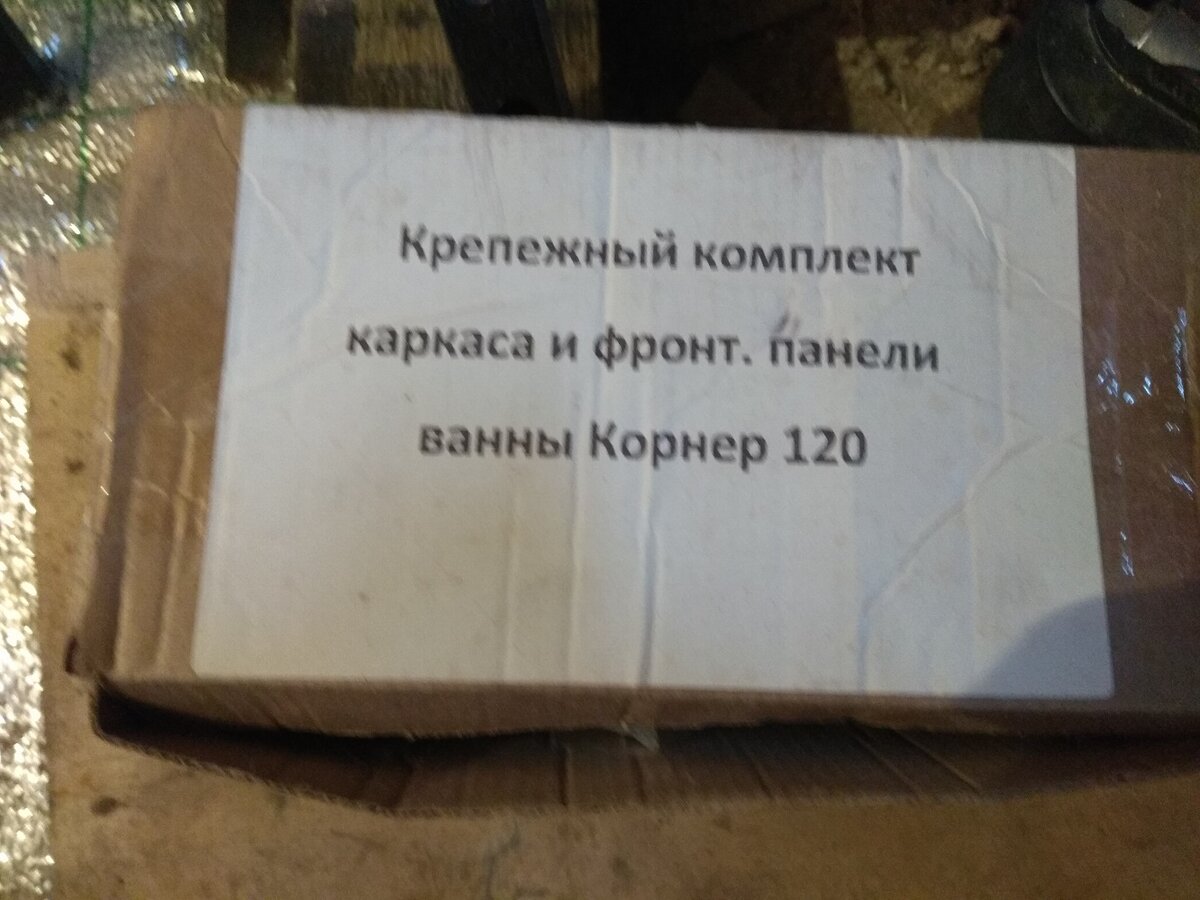 Крепежный комплект
каркаса и фронт. панели
ванны Корнер 120